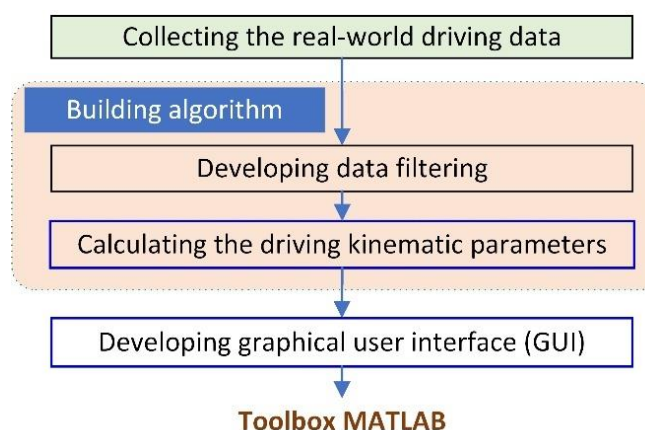 Collecting the real-world driving data
Building algorithm
Developing data filtering
Calculating the driving kinematic parameters
Developing graphical user interface (GUI)
Toolbox MATLAB